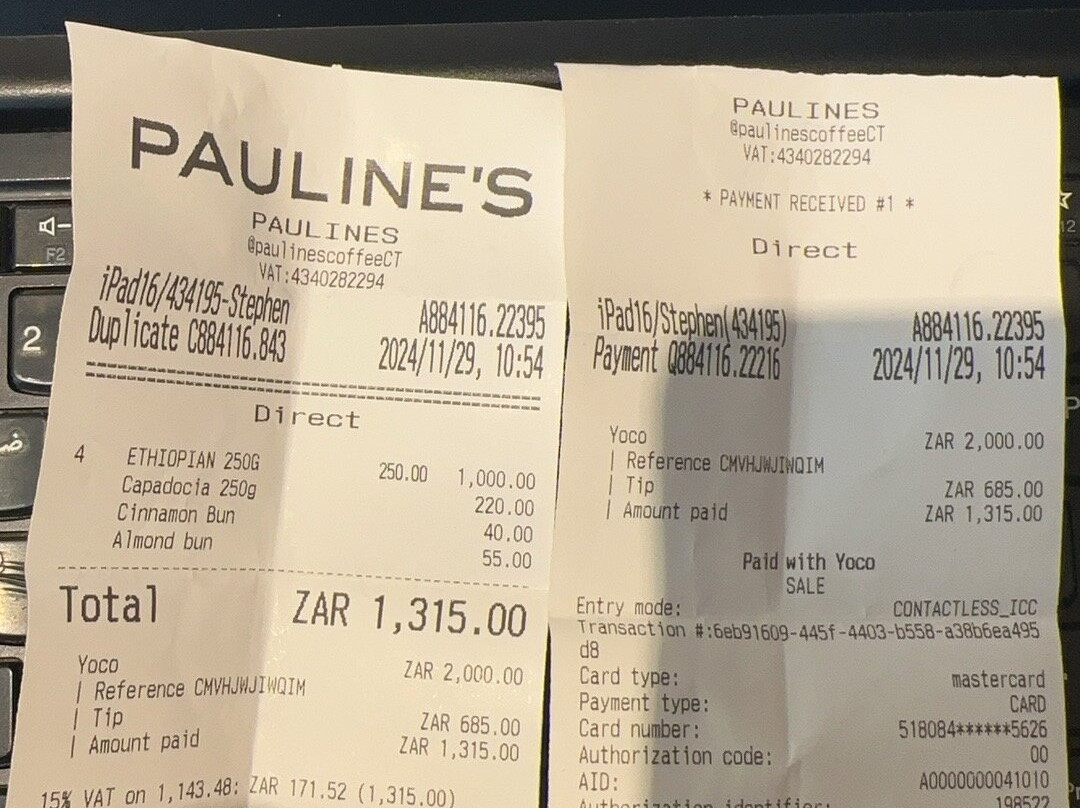 PAULINE'S
PAULINES
@paulinescoffeeCT
VAT:4340282294
iPad16/434195-Stephen A884116.22395
Duplicate C884116.843 2024/11/29, 10:54
Direct
4 ETHIOPIAN 250G 250.00 1,000.00
Capadocia 250g 220.00
Cinnamon Bun 40.00
Almond bun 55.00
Total ZAR 1,315.00
Yoco ZAR 2,000.00
| Reference CMVHJWJIWQIM
| Tip ZAR 685.00
| Amount paid ZAR 1,315.00
15% VAT on 1,143.48: ZAR 171.52 (1,315.00)
PAULINES
@paulinescoffeeCT
VAT:4340282294
* PAYMENT RECEIVED #1 *
Direct
iPad16/Stephen(434195) A884116.22395
Payment Q884116.22216 2024/11/29, 10:54
Yoco ZAR 2,000.00
| Reference CMVHJWJIWQIM
| Tip ZAR 685.00
| Amount paid ZAR 1,315.00
Paid with Yoco
SALE
Entry mode: CONTACTLESS_ICC
Transaction #:6eb91609-445f-4403-b558-a38b6ea495
d8
Card type: mastercard
Payment type: CARD
Card number: 518084******5626
Authorization code: 00
AID: A0000000041010
Authorization identifier: 198522
F2
2
ض